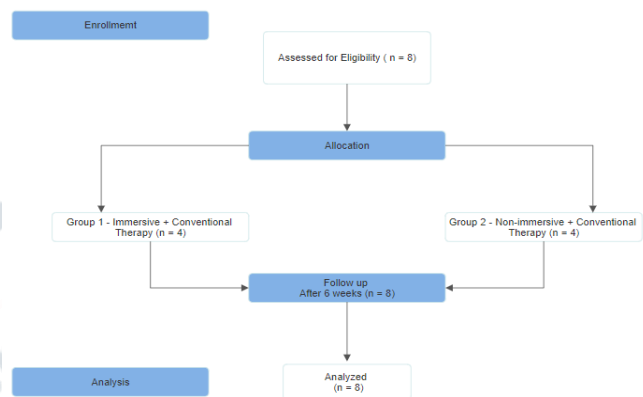 Enrollmemt
Assessed for Eligibility ( n = 8)
Allocation
Group 1 - Immersive + Conventional
Therapy (n = 4)
Group 2 - Non-immersive + Conventional
Therapy (n = 4)
Follow up
After 6 weeks (n = 8)
Analysis
Analyzed
(n = 8)